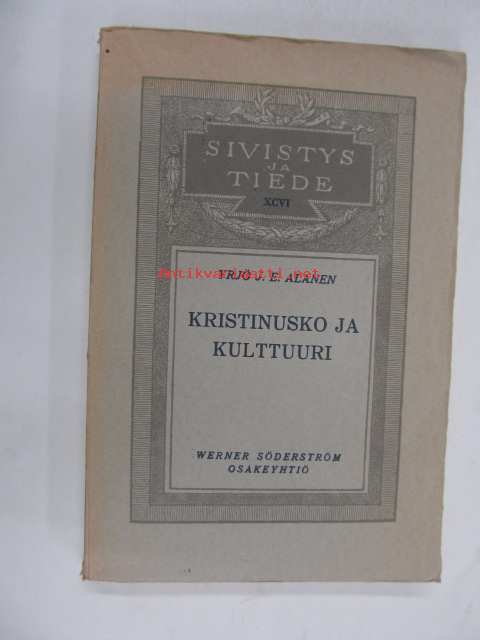 SIVISTYS
JA
TIEDE
XCVI
YRJÖ J. E. ALANEN
Antikvariaatti.net
KRISTINUSKO JA
KULTTUURI
WERNER SÖDERSTRÖM
OSAKEYHTIÖ